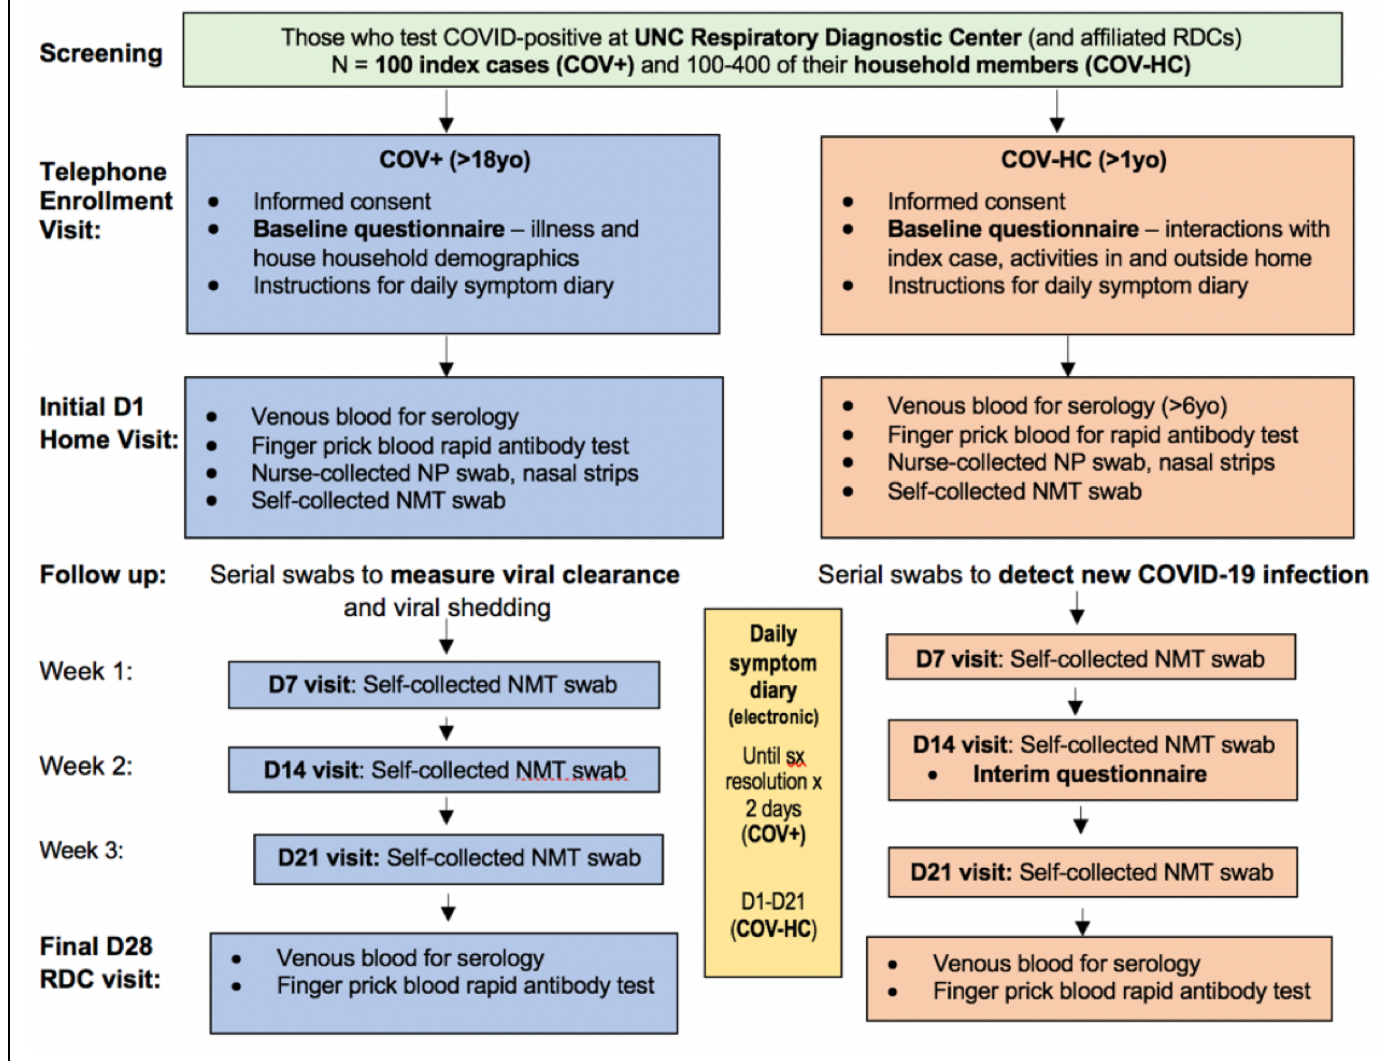 Screening
Those who test COVID-positive at UNC Respiratory Diagnostic Center (and affiliated RDCs)
N = 100 index cases (COV+) and 100-400 of their household members (COV-HC)
Telephone
Enrollment
Visit:
COV+ (>18yo)
• Informed consent
• Baseline questionnaire – illness and
house household demographics
• Instructions for daily symptom diary
COV-HC (>1yo)
• Informed consent
• Baseline questionnaire – interactions with
index case, activities in and outside home
• Instructions for daily symptom diary
Initial D1
Home Visit:
• Venous blood for serology
• Finger prick blood rapid antibody test
• Nurse-collected NP swab, nasal strips
• Self-collected NMT swab
• Venous blood for serology (>6yo)
• Finger prick blood for rapid antibody test
• Nurse-collected NP swab, nasal strips
• Self-collected NMT swab
Follow up:
Serial swabs to measure viral clearance
and viral shedding
Serial swabs to detect new COVID-19 infection
Week 1:
D7 visit: Self-collected NMT swab
Week 2:
D14 visit: Self-collected NMT swab
Week 3:
D21 visit: Self-collected NMT swab
Daily
symptom
diary
(electronic)
Until sx
resolution x
2 days
(COV+)
D1-D21
(COV-HC)
D7 visit: Self-collected NMT swab
D14 visit: Self-collected NMT swab
• Interim questionnaire
D21 visit: Self-collected NMT swab
Final D28
RDC visit:
• Venous blood for serology
• Finger prick blood rapid antibody test
• Venous blood for serology
• Finger prick blood rapid antibody test